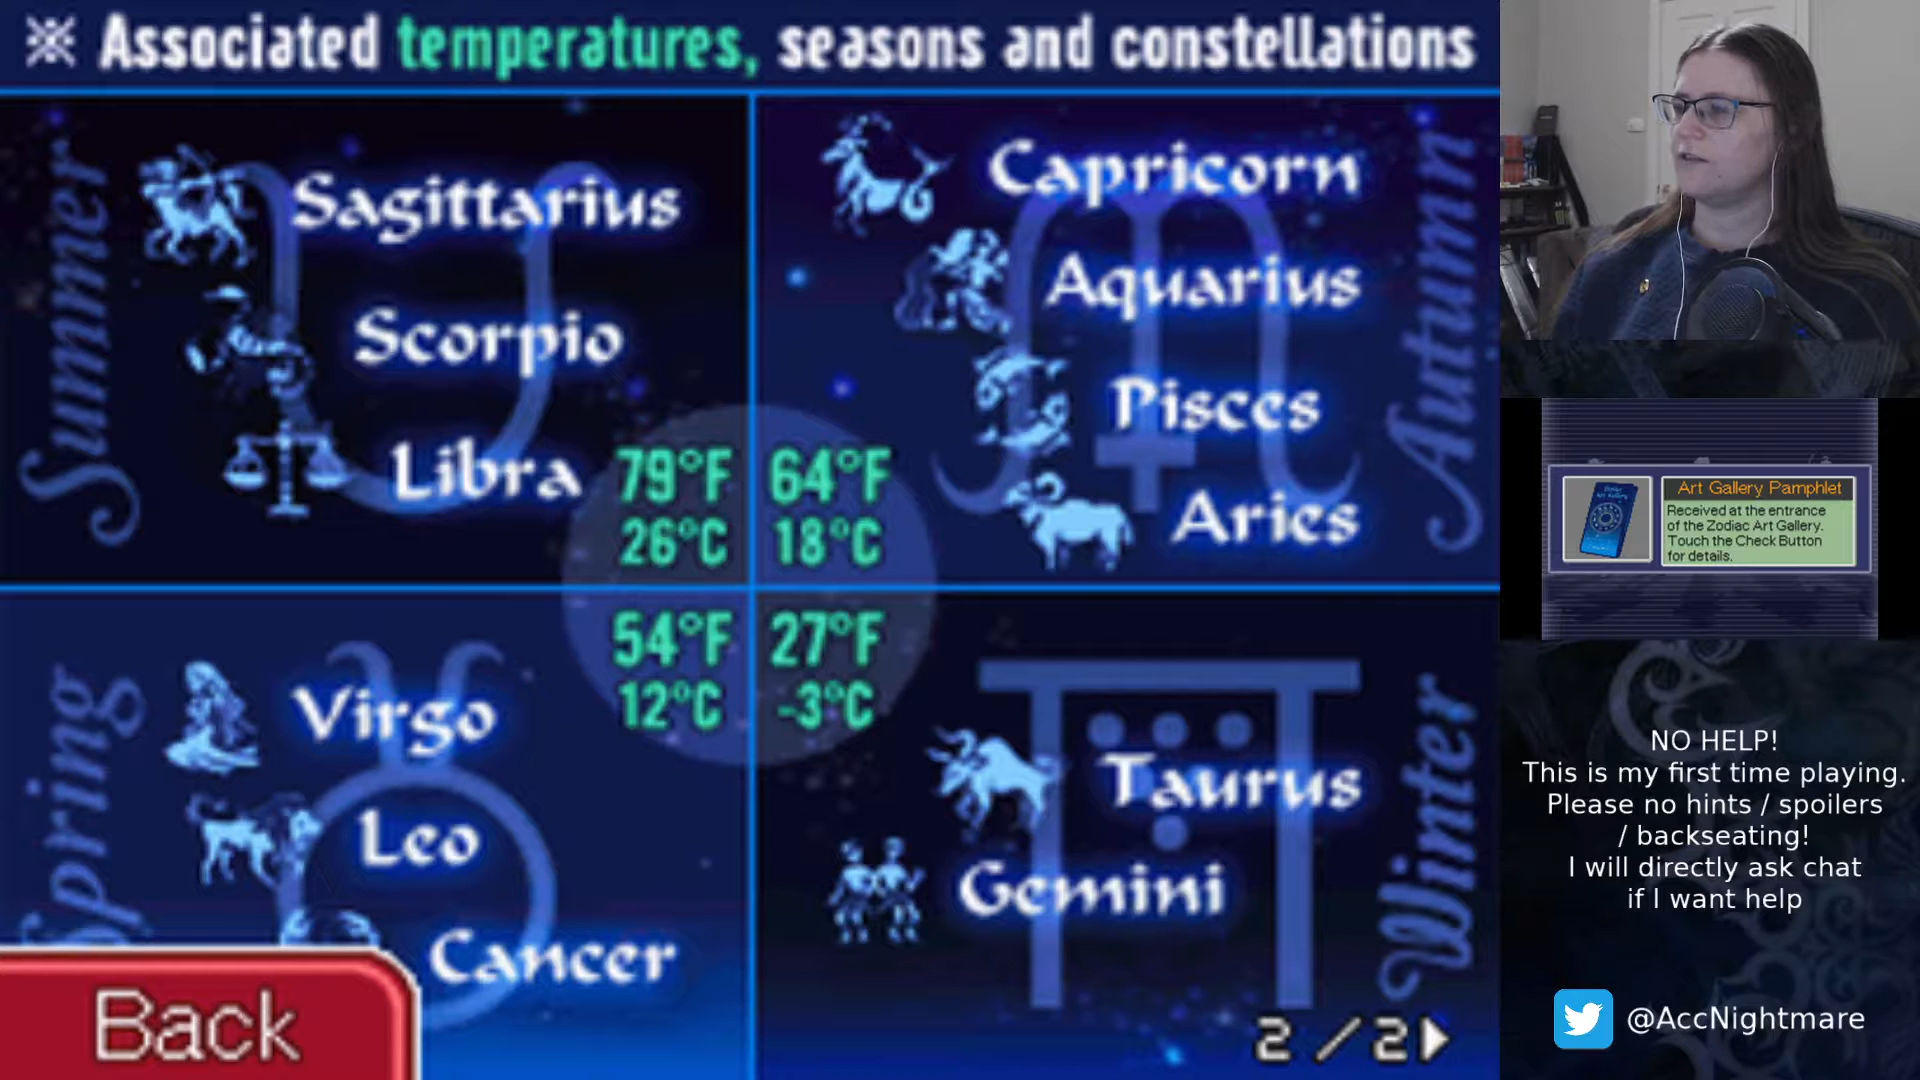 ※ Associated temperatures, seasons and constellations
Summer
Sagittarius
Scorpio
Libra
79°F
26°C
Capricorn
Aquarius
Pisces
Aries
Autumn
64°F
18°C
Spring
Virgo
Leo
Cancer
54°F
12°C
27°F
-3°C
Taurus
Gemini
Winter
Back
2 / 2
Art Gallery Pamphlet
Received at the entrance
of the Zodiac Art Gallery.
Touch the Check Button
for details.
NO HELP!
This is my first time playing.
Please no hints / spoilers
/ backseating!
I will directly ask chat
if I want help
@AccNightmare